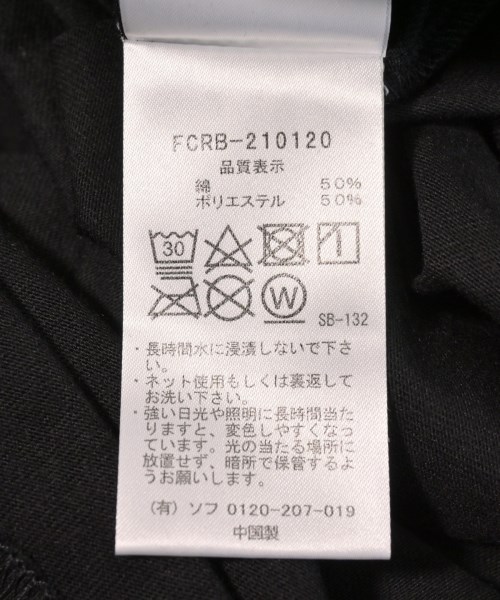 FCRB-210120
品質表示
綿 50%
ポリエステル 50%
30
W
SB-132
・長時間水に浸漬しないで下さ
い。
・ネット使用もしくは裏返して
お洗い下さい。
・強い日光や照明に長時間当た
りますと、変色しやすくなっ
ています。光の当たる場所に
放置せず、暗所で保管するよ
うお願いします。
(有) ソフ 0120-207-019
中国製